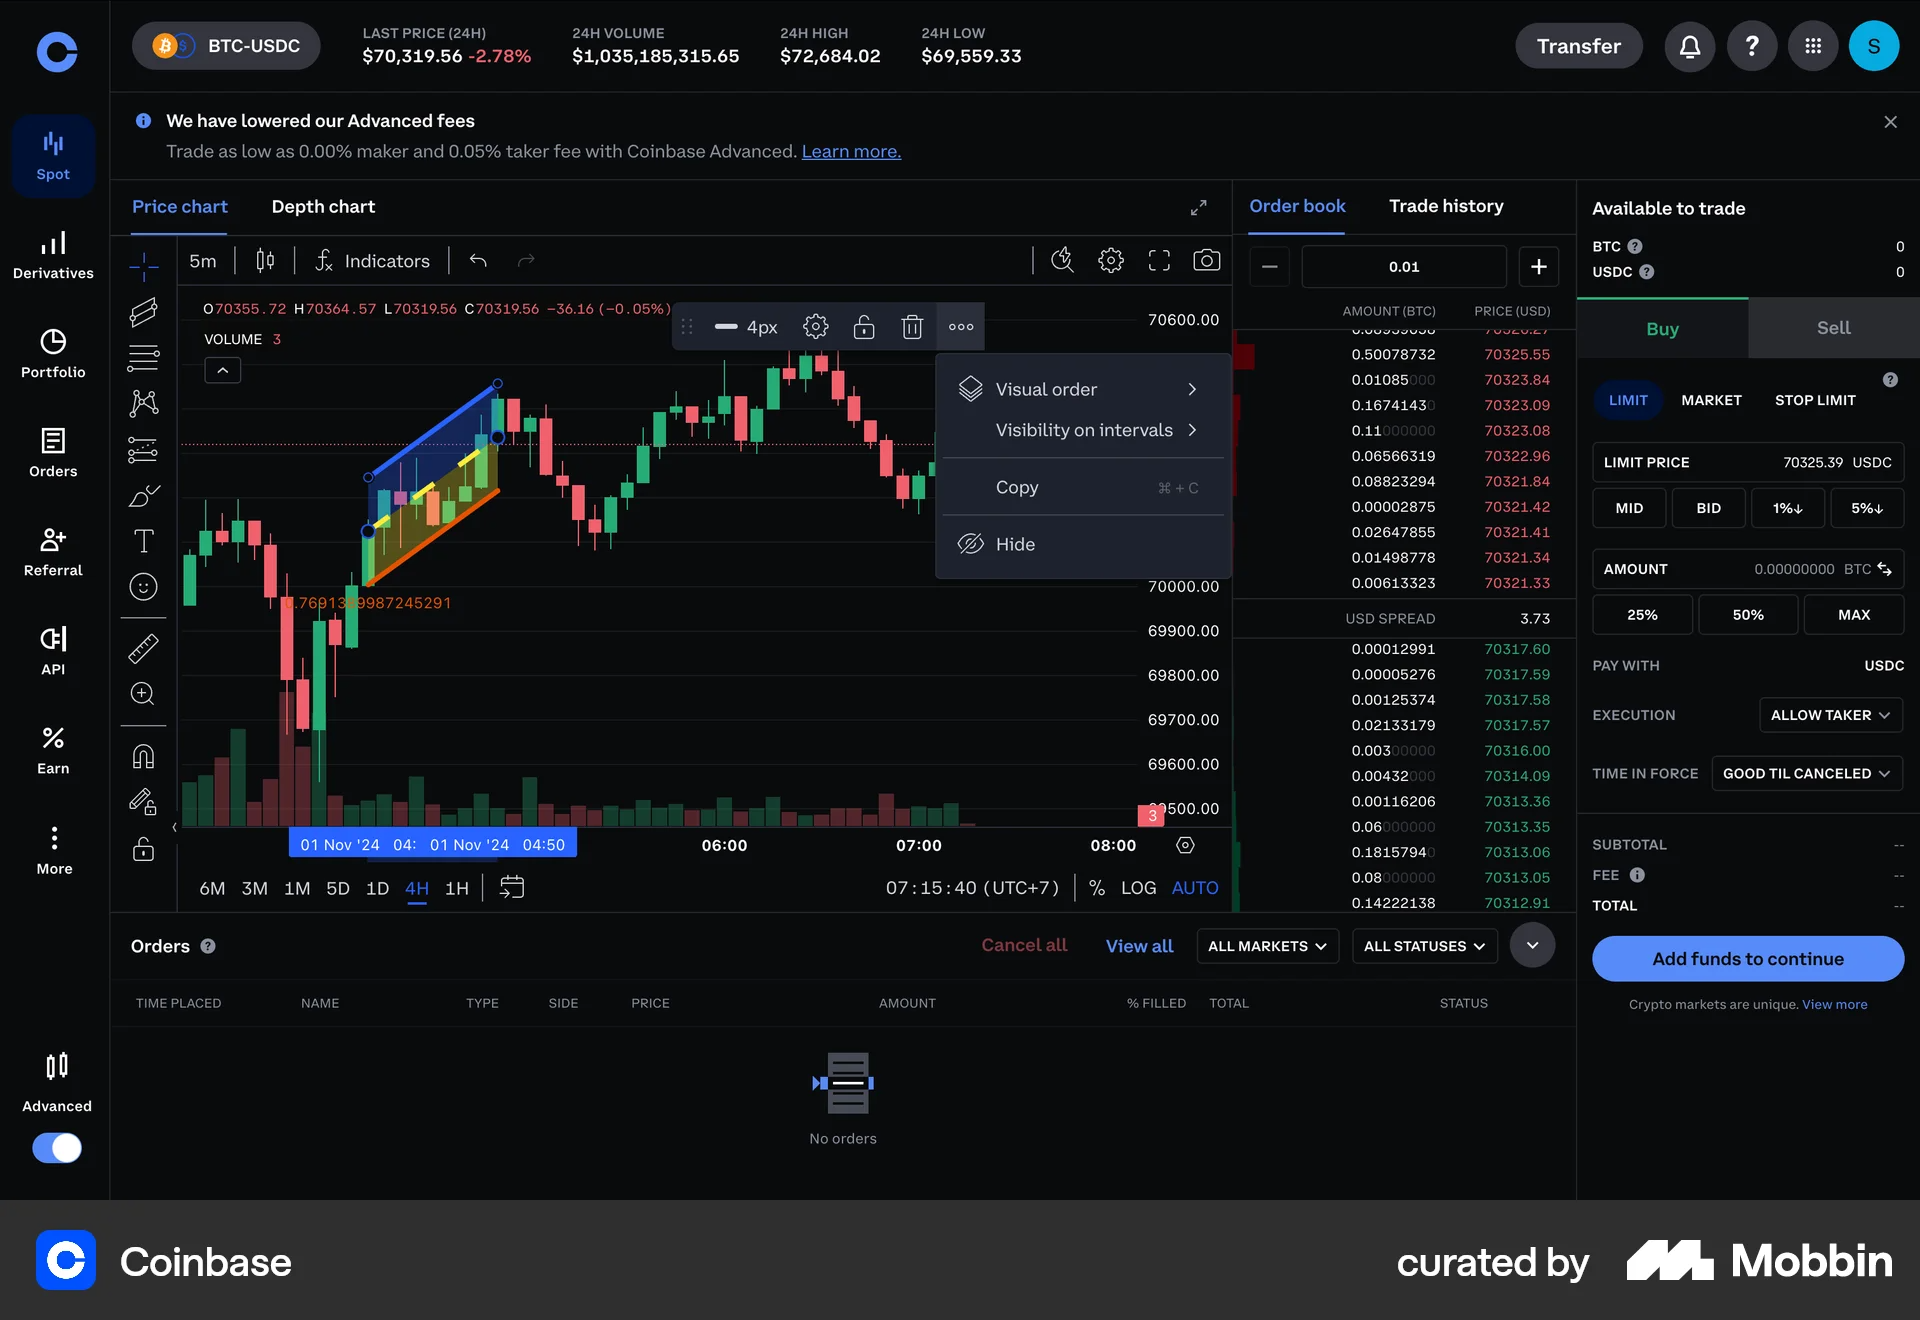 BTC-USDC
LAST PRICE (24H)
$70,319.56 -2.78%
24H VOLUME
$1,035,185,315.65
24H HIGH
$72,684.02
24H LOW
$69,559.33
Transfer
S
Spot
Derivatives
Portfolio
Orders
Referral
API
Earn
More
Advanced
We have lowered our Advanced fees
Trade as low as 0.00% maker and 0.05% taker fee with Coinbase Advanced. Learn more.
Price chart
Depth chart
5m
Indicators
O70355.72 H70364.57 L70319.56 C70319.56 −36.16 (−0.05%)
VOLUME 3
4px
Visual order
Visibility on intervals
Copy ⌘ + C
Hide
70600.00
70000.00
69900.00
69800.00
69700.00
69600.00
3
01 Nov '24 04:
01 Nov '24 04:50
06:00
07:00
08:00
6M 3M 1M 5D 1D 4H 1H
07:15:40 (UTC+7)
% LOG AUTO
Order book
Trade history
0.01
AMOUNT (BTC) PRICE (USD)
0.50078732 70325.55
0.01085000 70323.84
0.16741430 70323.09
0.11000000 70323.08
0.06566319 70322.96
0.08823294 70321.84
0.00002875 70321.42
0.02647855 70321.41
0.01498778 70321.34
0.00613323 70321.33
USD SPREAD 3.73
0.00012991 70317.60
0.00005276 70317.59
0.00125374 70317.58
0.02133179 70317.57
0.00300000 70316.00
0.00432000 70314.09
0.00116206 70313.36
0.06000000 70313.35
0.18157940 70313.06
0.08000000 70313.05
0.14222138 70312.91
Available to trade
BTC 0
USDC 0
Buy
Sell
LIMIT
MARKET
STOP LIMIT
LIMIT PRICE 70325.39 USDC
MID
BID
1%↓
5%↓
AMOUNT 0.00000000 BTC
25%
50%
MAX
PAY WITH USDC
EXECUTION ALLOW TAKER
TIME IN FORCE GOOD TIL CANCELED
SUBTOTAL --
FEE --
TOTAL --
Add funds to continue
Crypto markets are unique. View more
Orders
Cancel all
View all
ALL MARKETS
ALL STATUSES
TIME PLACED NAME TYPE SIDE PRICE AMOUNT % FILLED TOTAL STATUS
No orders
Coinbase
curated by
Mobbin